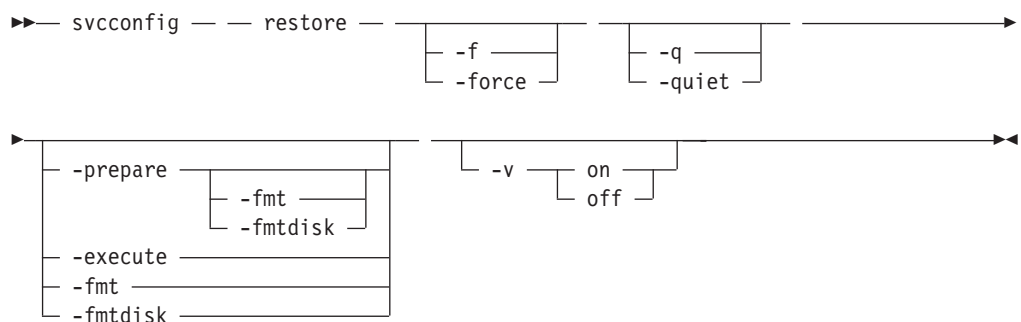 svcconfig restore
-f -q
-force -quiet
-prepare -v on
-fmt off
-fmtdisk
-execute
-fmt
-fmtdisk